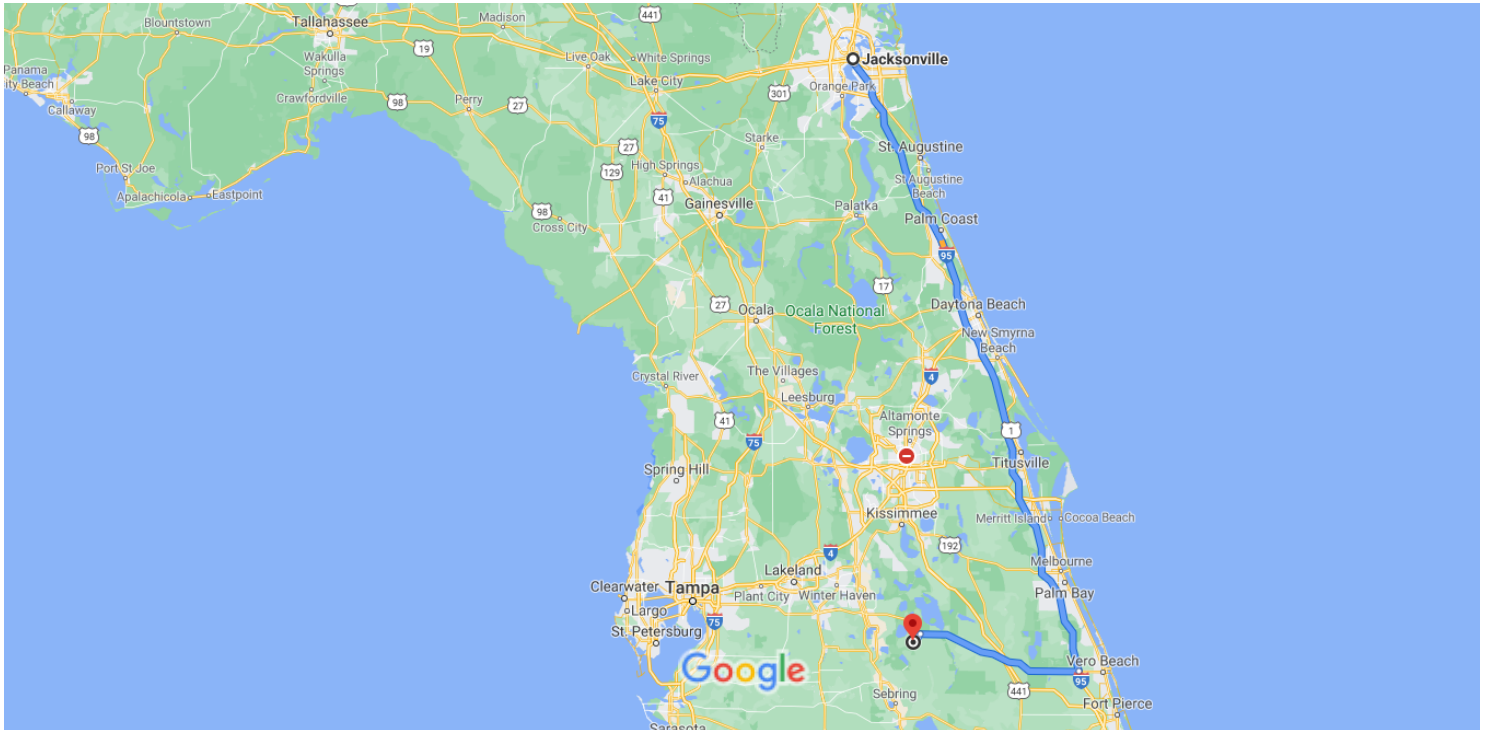 441
Blountstown
Tallahassee
Madison
19
Wakulla
Springs
Live Oak
White Springs
Jacksonville
Panama
ity Beach
Callaway
Crawfordville
98
Perry
27
Lake City
301
Orange Park
98
75
Starke
27
St. Augustine
Port St Joe
129
High Springs
Alachua
St Augustine
Beach
Apalachicola
Eastpoint
41
Gainesville
Palatka
98
Cross City
Palm Coast
95
17
27
Ocala
Ocala National
Forest
Daytona Beach
New Smyrna
Beach
Crystal River
The Villages
4
Leesburg
41
Altamonte
Springs
1
75
Spring Hill
Titusville
Kissimmee
Merritt Island
Cocoa Beach
192
4
Melbourne
Lakeland
Clearwater
Tampa
Plant City
Winter Haven
Palm Bay
Largo
75
St. Petersburg
Google
Vero Beach
95
Sebring
441
Fort Pierce
Sarasota